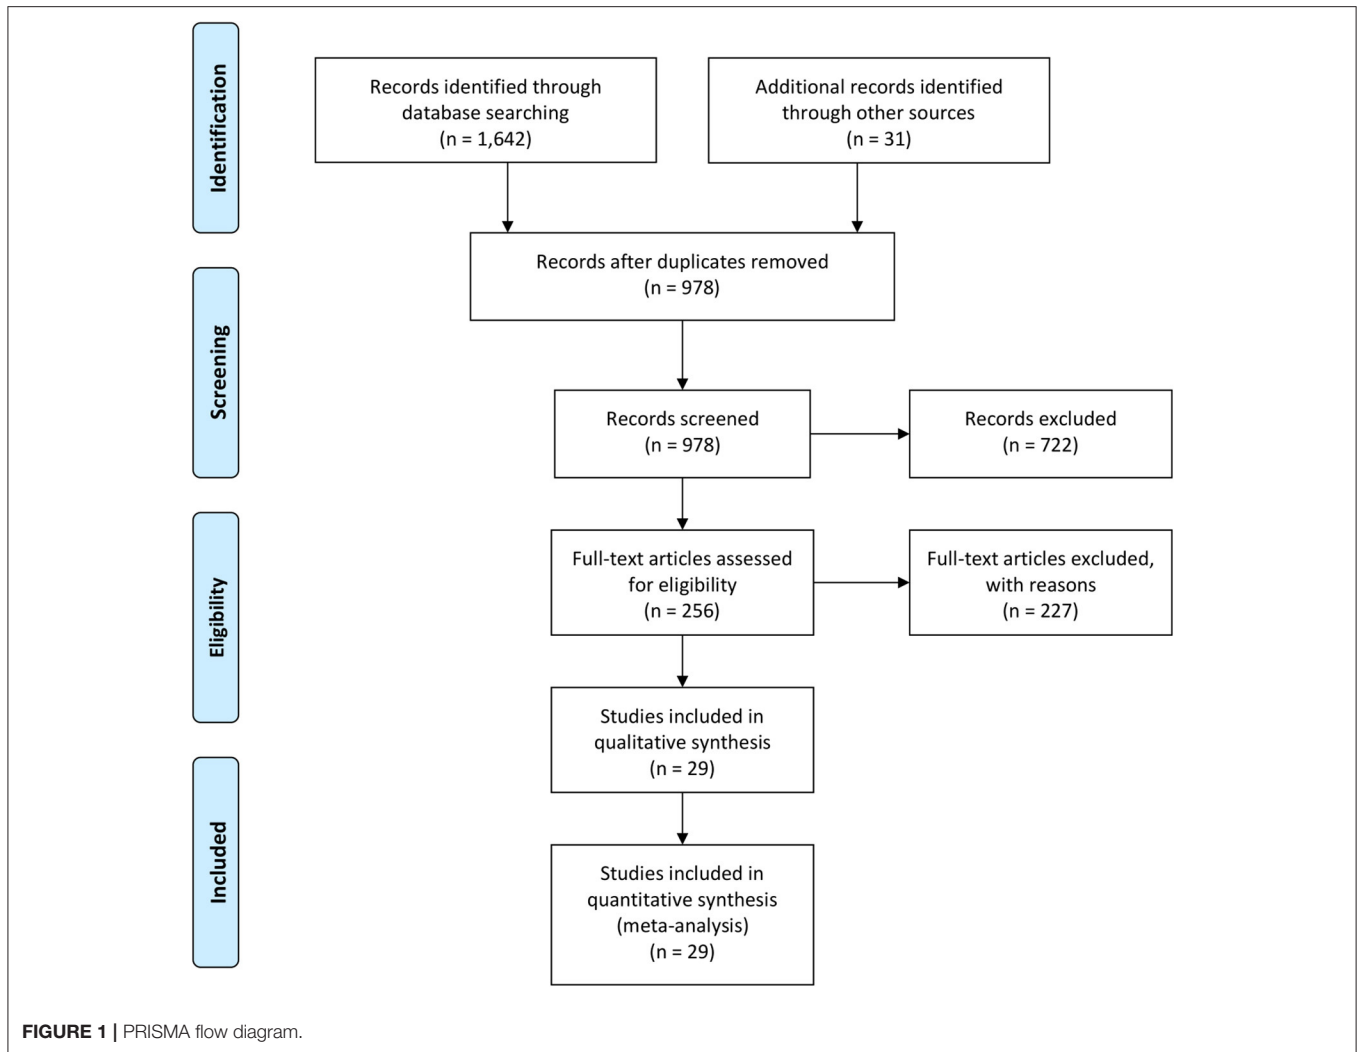 Identification
Records identified through
database searching
(n = 1,642)
Additional records identified
through other sources
(n = 31)
Records after duplicates removed
(n = 978)
Screening
Records screened
(n = 978)
Records excluded
(n = 722)
Eligibility
Full-text articles assessed
for eligibility
(n = 256)
Full-text articles excluded,
with reasons
(n = 227)
Studies included in
qualitative synthesis
(n = 29)
Included
Studies included in
quantitative synthesis
(meta-analysis)
(n = 29)
FIGURE 1 | PRISMA flow diagram.